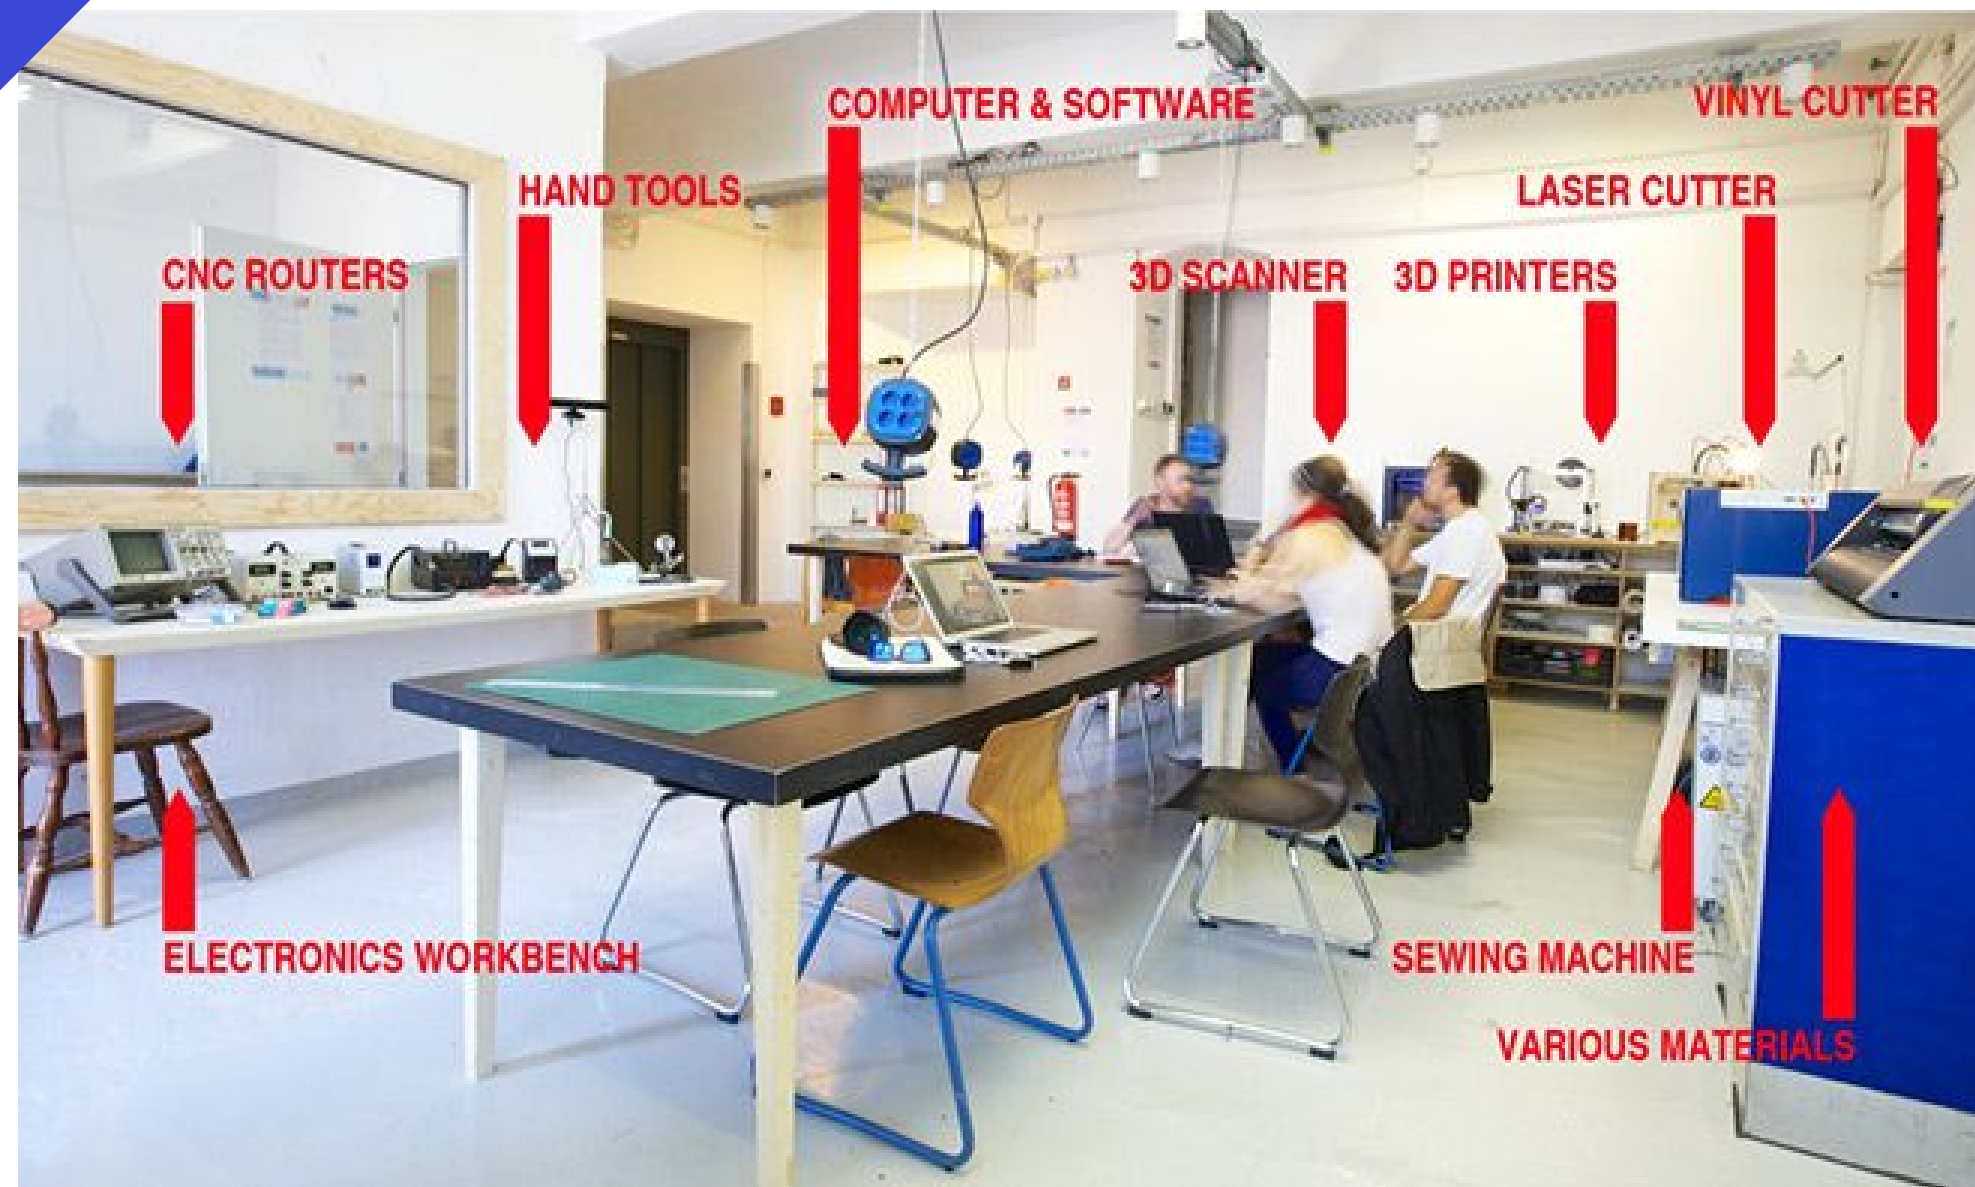 COMPUTER & SOFTWARE
VINYL CUTTER
HAND TOOLS
LASER CUTTER
CNC ROUTERS
3D SCANNER
3D PRINTERS
ELECTRONICS WORKBENCH
SEWING MACHINE
VARIOUS MATERIALS